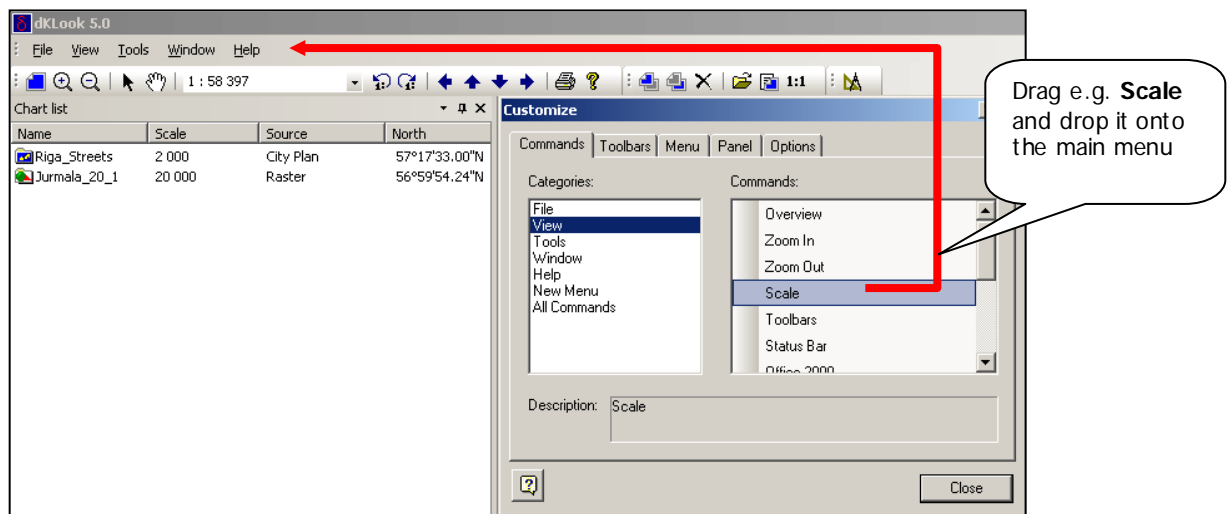 dKLook 5.0
File View Tools Window Help
1 : 58 397
1:1
Chart list
Name Scale Source North
Riga_Streets 2 000 City Plan 57°17'33.00"N
Jurmala_20_1 20 000 Raster 56°59'54.24"N
Customize
Commands Toolbars Menu Panel Options
Categories:
File
View
Tools
Window
Help
New Menu
All Commands
Commands:
Overview
Zoom In
Zoom Out
Scale
Toolbars
Status Bar
Office 2000
Description: Scale
Close
Drag e.g. Scale
and drop it onto
the main menu